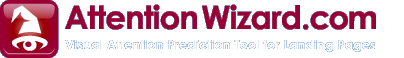 AttentionWizard.com
Visual Attention Prediction Tool for Landing Pages